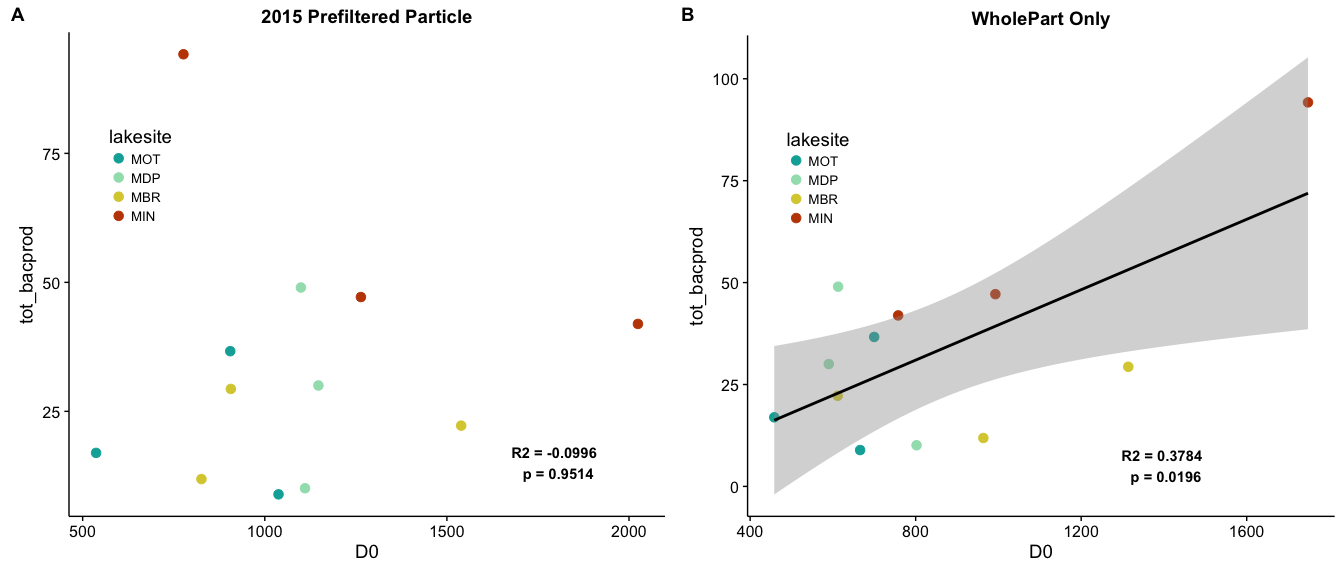 A
2015 Prefiltered Particle
lakesite
MOT
MDP
MBR
MIN
75
50
25
tot_bacprod
R2 = -0.0996
p = 0.9514
500 1000 1500 2000
D0
B
WholePart Only
lakesite
MOT
MDP
MBR
MIN
100
75
50
25
0
tot_bacprod
R2 = 0.3784
p = 0.0196
400 800 1200 1600
D0